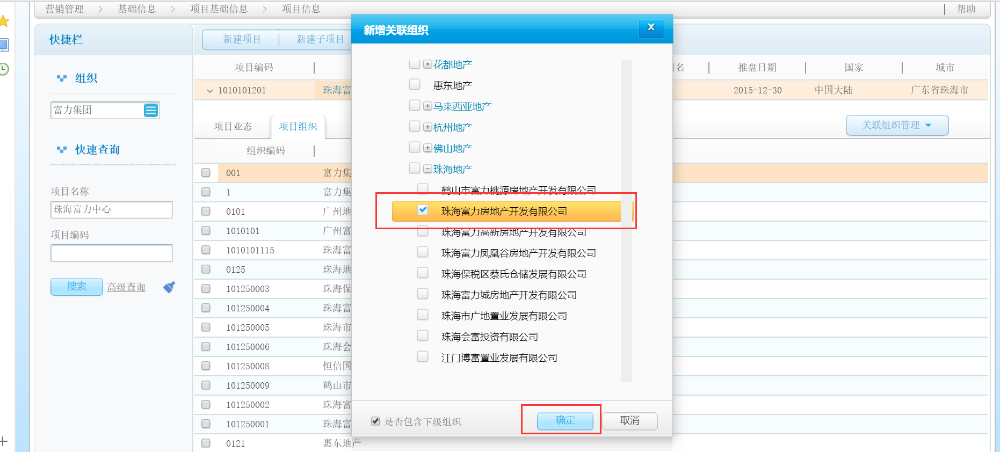 营销管理 > 基础信息 > 项目基础信息 > 项目信息
帮助
快捷栏
组织
富力集团
快速查询
项目名称
珠海富力中心
项目编码
搜索 高级查询
新建项目 新建子项目
项目编码 名 推盘日期 国家 城市
1010101201 珠海富 2015-12-30 中国大陆 广东省珠海市
项目业态 项目组织 关联组织管理
组织编码
001 富力集
1 富力集
0101 广州地
1010101 广州富
1010101115 珠海富
0125 珠海地
101250003 珠海保
101250004 珠海富
101250005 珠海市
101250006 珠海会
101250008 恒信国
101250009 鹤山市
101250002 珠海富
101250001 珠海富
0121 惠东地产
新增关联组织 X
花都地产
惠东地产
马来西亚地产
杭州地产
佛山地产
珠海地产
鹤山市富力桃源房地产开发有限公司
珠海富力房地产开发有限公司
珠海富力高新房地产开发有限公司
珠海富力凤凰谷房地产开发有限公司
珠海保税区蔡氏仓储发展有限公司
珠海富力城房地产开发有限公司
珠海市广地置业发展有限公司
珠海会富投资有限公司
江门博富置业发展有限公司
是否包含下级组织 确定 取消